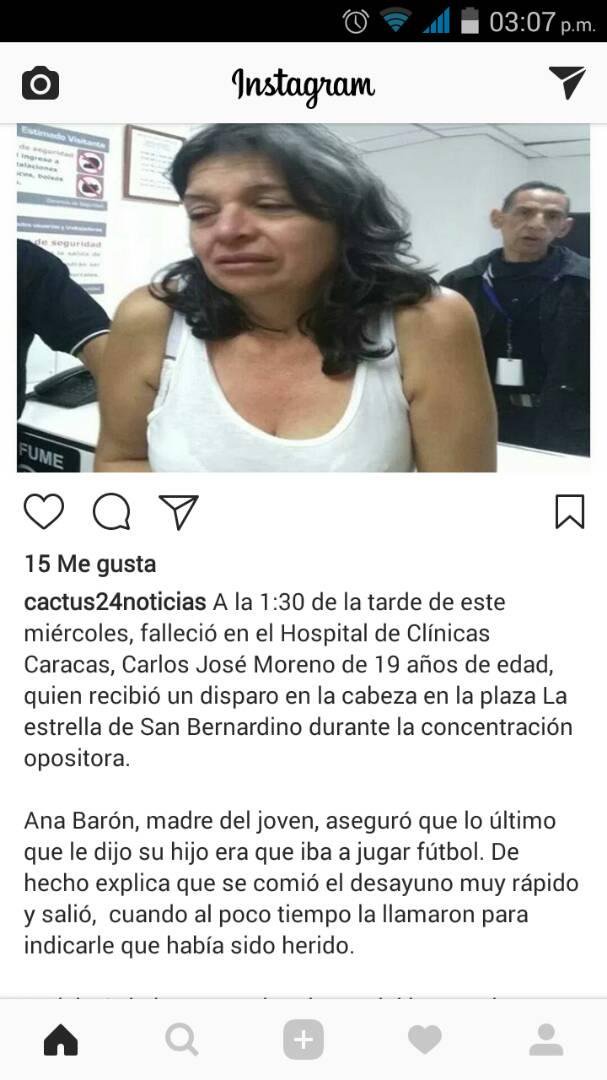 03:07 p.m.
Instagram
Estimado Visitante
de seguridad
ingreso a
de seguridad
FUME
15 Me gusta
cactus24noticias A la 1:30 de la tarde de este
miércoles, falleció en el Hospital de Clínicas
Caracas, Carlos José Moreno de 19 años de edad,
quien recibió un disparo en la cabeza en la plaza La
estrella de San Bernardino durante la concentración
opositora.
Ana Barón, madre del joven, aseguró que lo último
que le dijo su hijo era que iba a jugar fútbol. De
hecho explica que se comió el desayuno muy rápido
y salió, cuando al poco tiempo la llamaron para
indicarle que había sido herido.